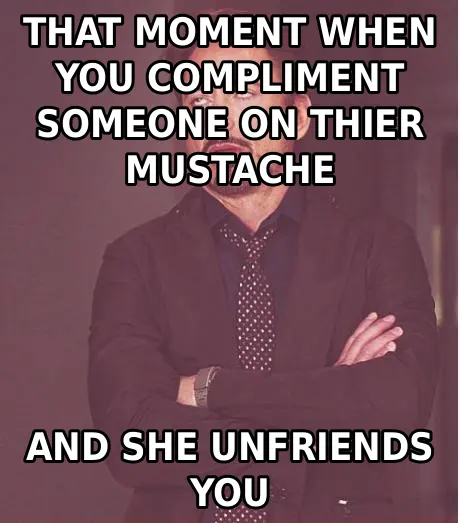 THAT MOMENT WHEN
YOU COMPLIMENT
SOMEONE ON THIER
MUSTACHE
AND SHE UNFRIENDS
YOU